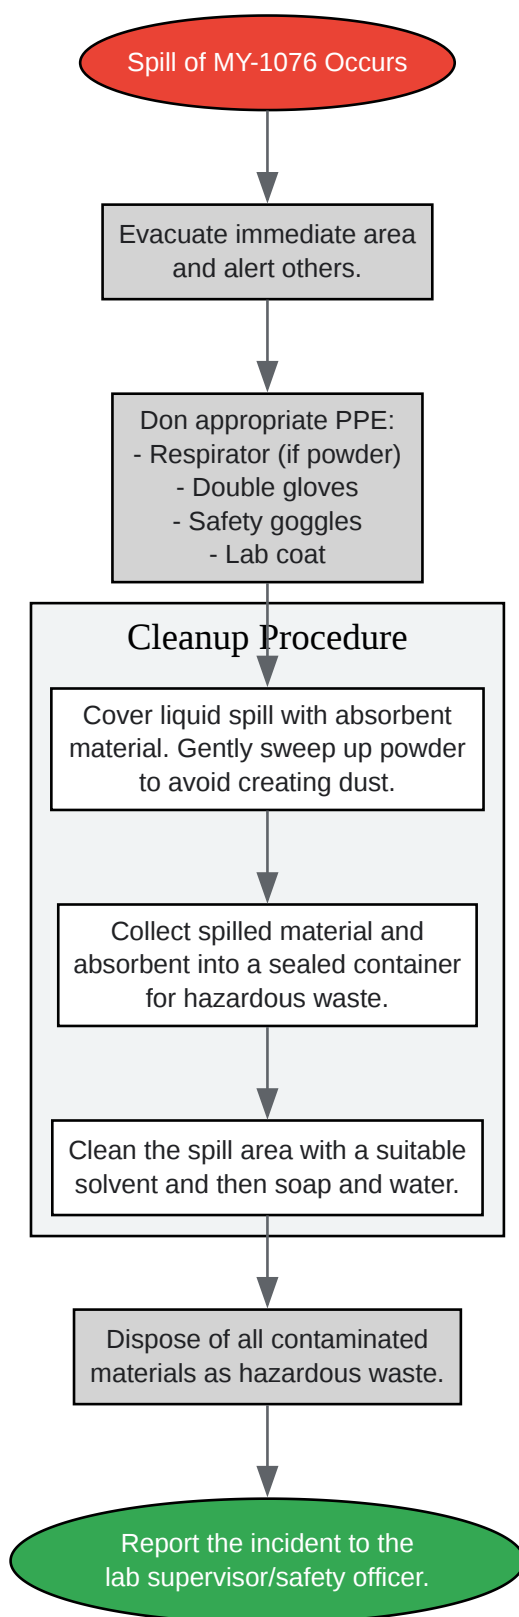 Spill of MY-1076 Occurs
Evacuate immediate area
and alert others.
Don appropriate PPE:
- Respirator (if powder)
- Double gloves
- Safety goggles
- Lab coat
Cleanup Procedure
Cover liquid spill with absorbent
material. Gently sweep up powder
to avoid creating dust.
Collect spilled material and
absorbent into a sealed container
for hazardous waste.
Clean the spill area with a suitable
solvent and then soap and water.
Dispose of all contaminated
materials as hazardous waste.
Report the incident to the
lab supervisor/safety officer.